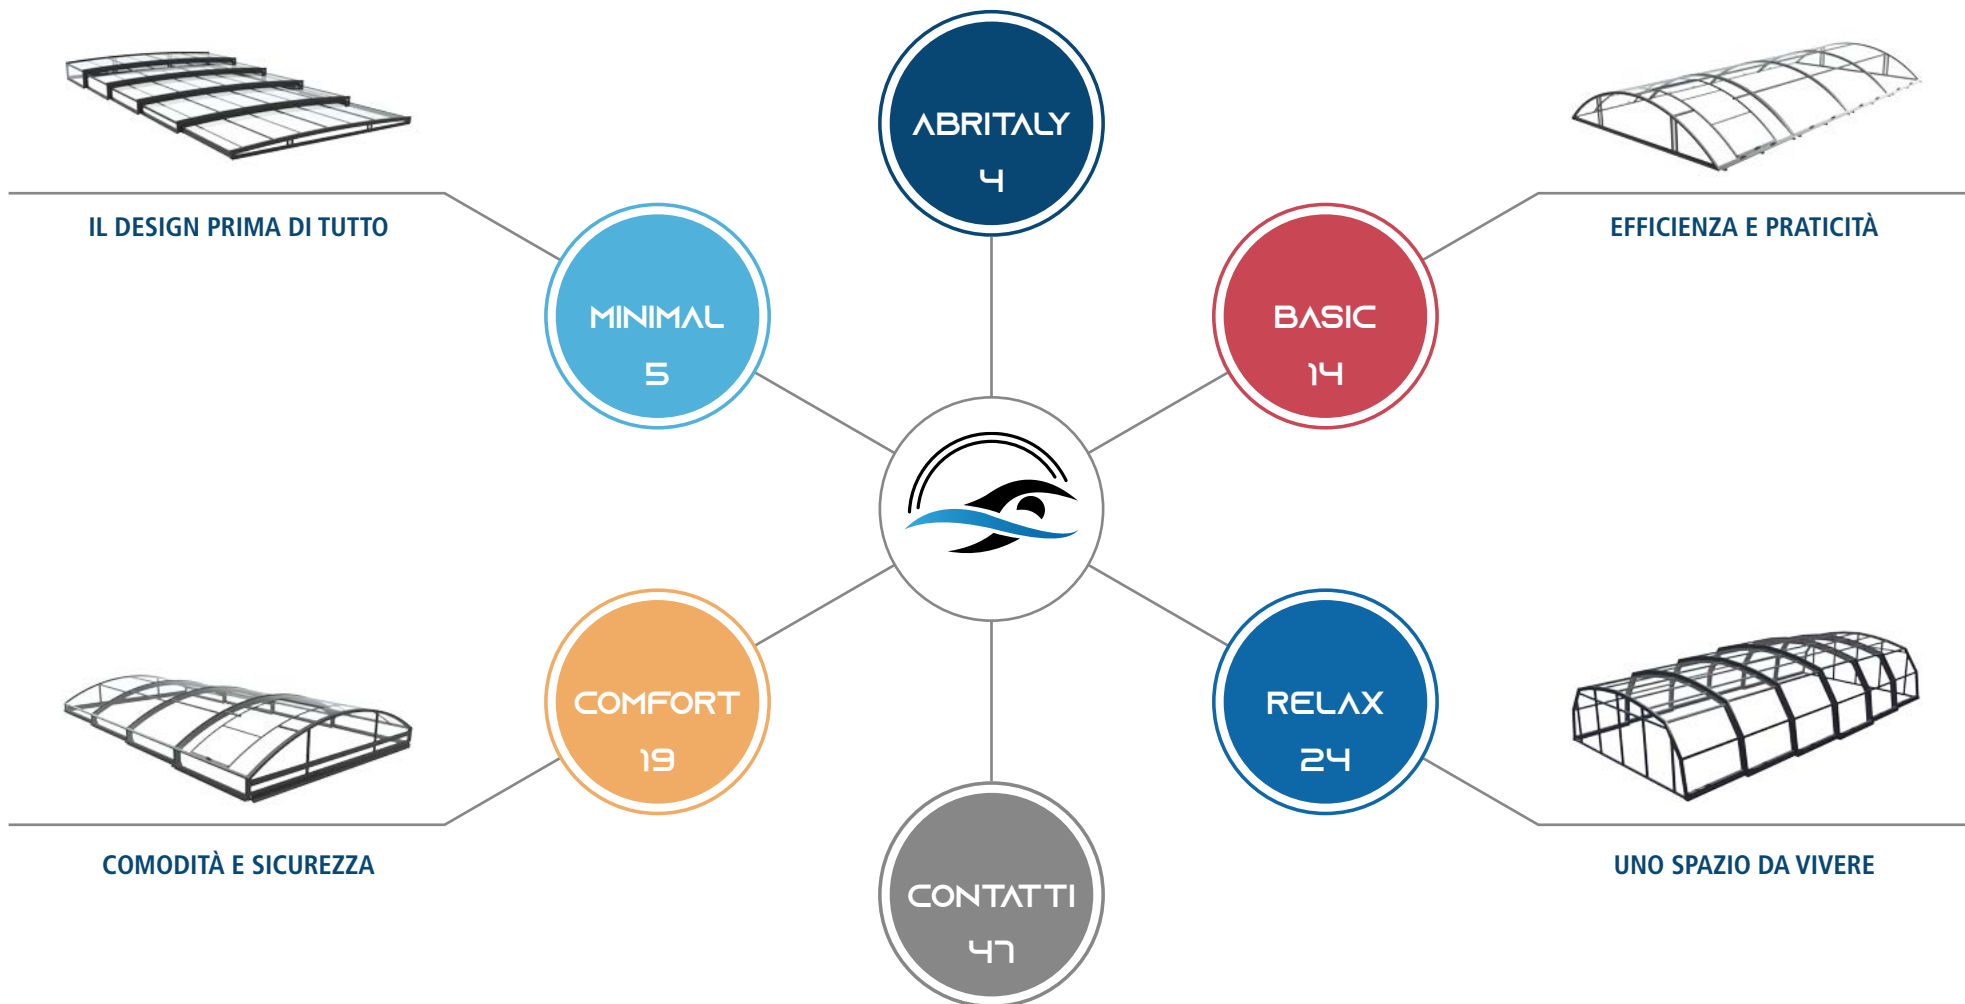 ABRITALY
4
IL DESIGN PRIMA DI TUTTO
EFFICIENZA E PRATICITÀ
MINIMAL
5
BASIC
14
COMFORT
19
RELAX
24
COMODITÀ E SICUREZZA
UNO SPAZIO DA VIVERE
CONTATTI
47